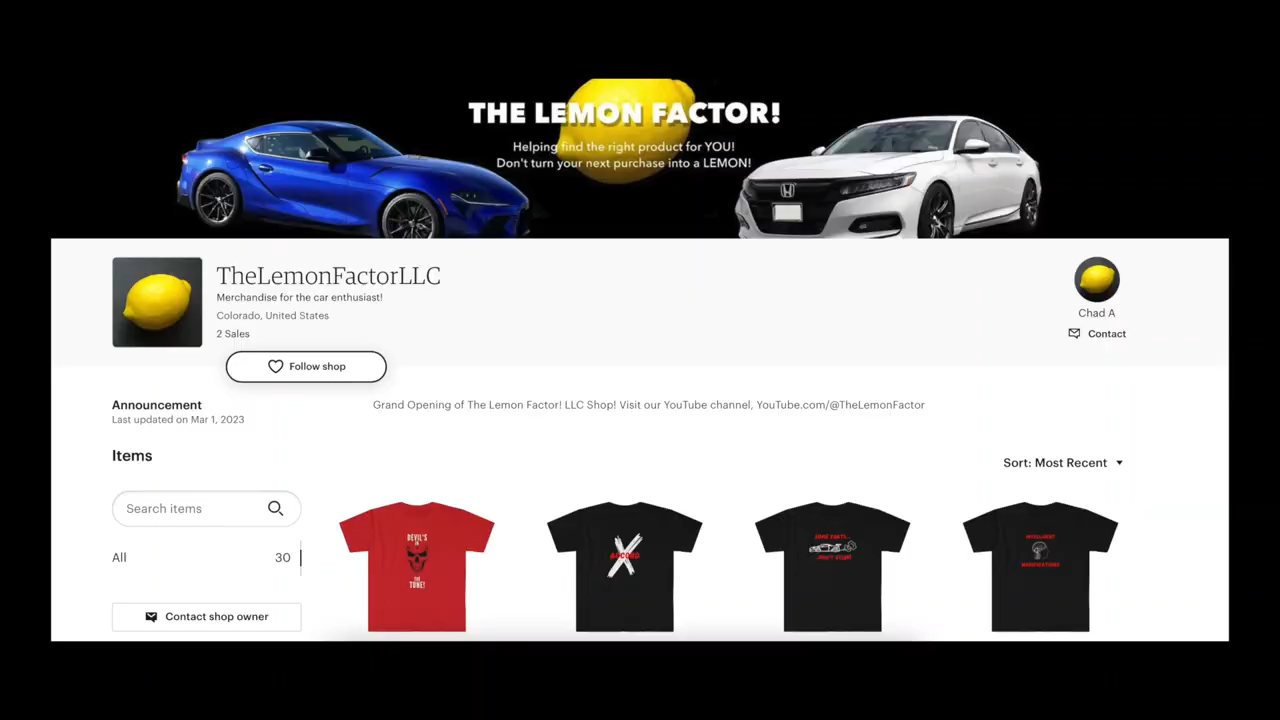 THE LEMON FACTOR!
Helping find the right product for YOU!
Don't turn your next purchase into a LEMON!
TheLemonFactorLLC
Merchandise for the car enthusiast!
Colorado, United States
2 Sales
Follow shop
Chad A
Contact
Announcement
Last updated on Mar 1, 2023
Grand Opening of The Lemon Factor! LLC Shop! Visit our YouTube channel, YouTube.com/@TheLemonFactor
Items
Sort: Most Recent
Search items
All 30
Contact shop owner
DEVIL'S
IN
THE
TUNE!
X
ACCORD